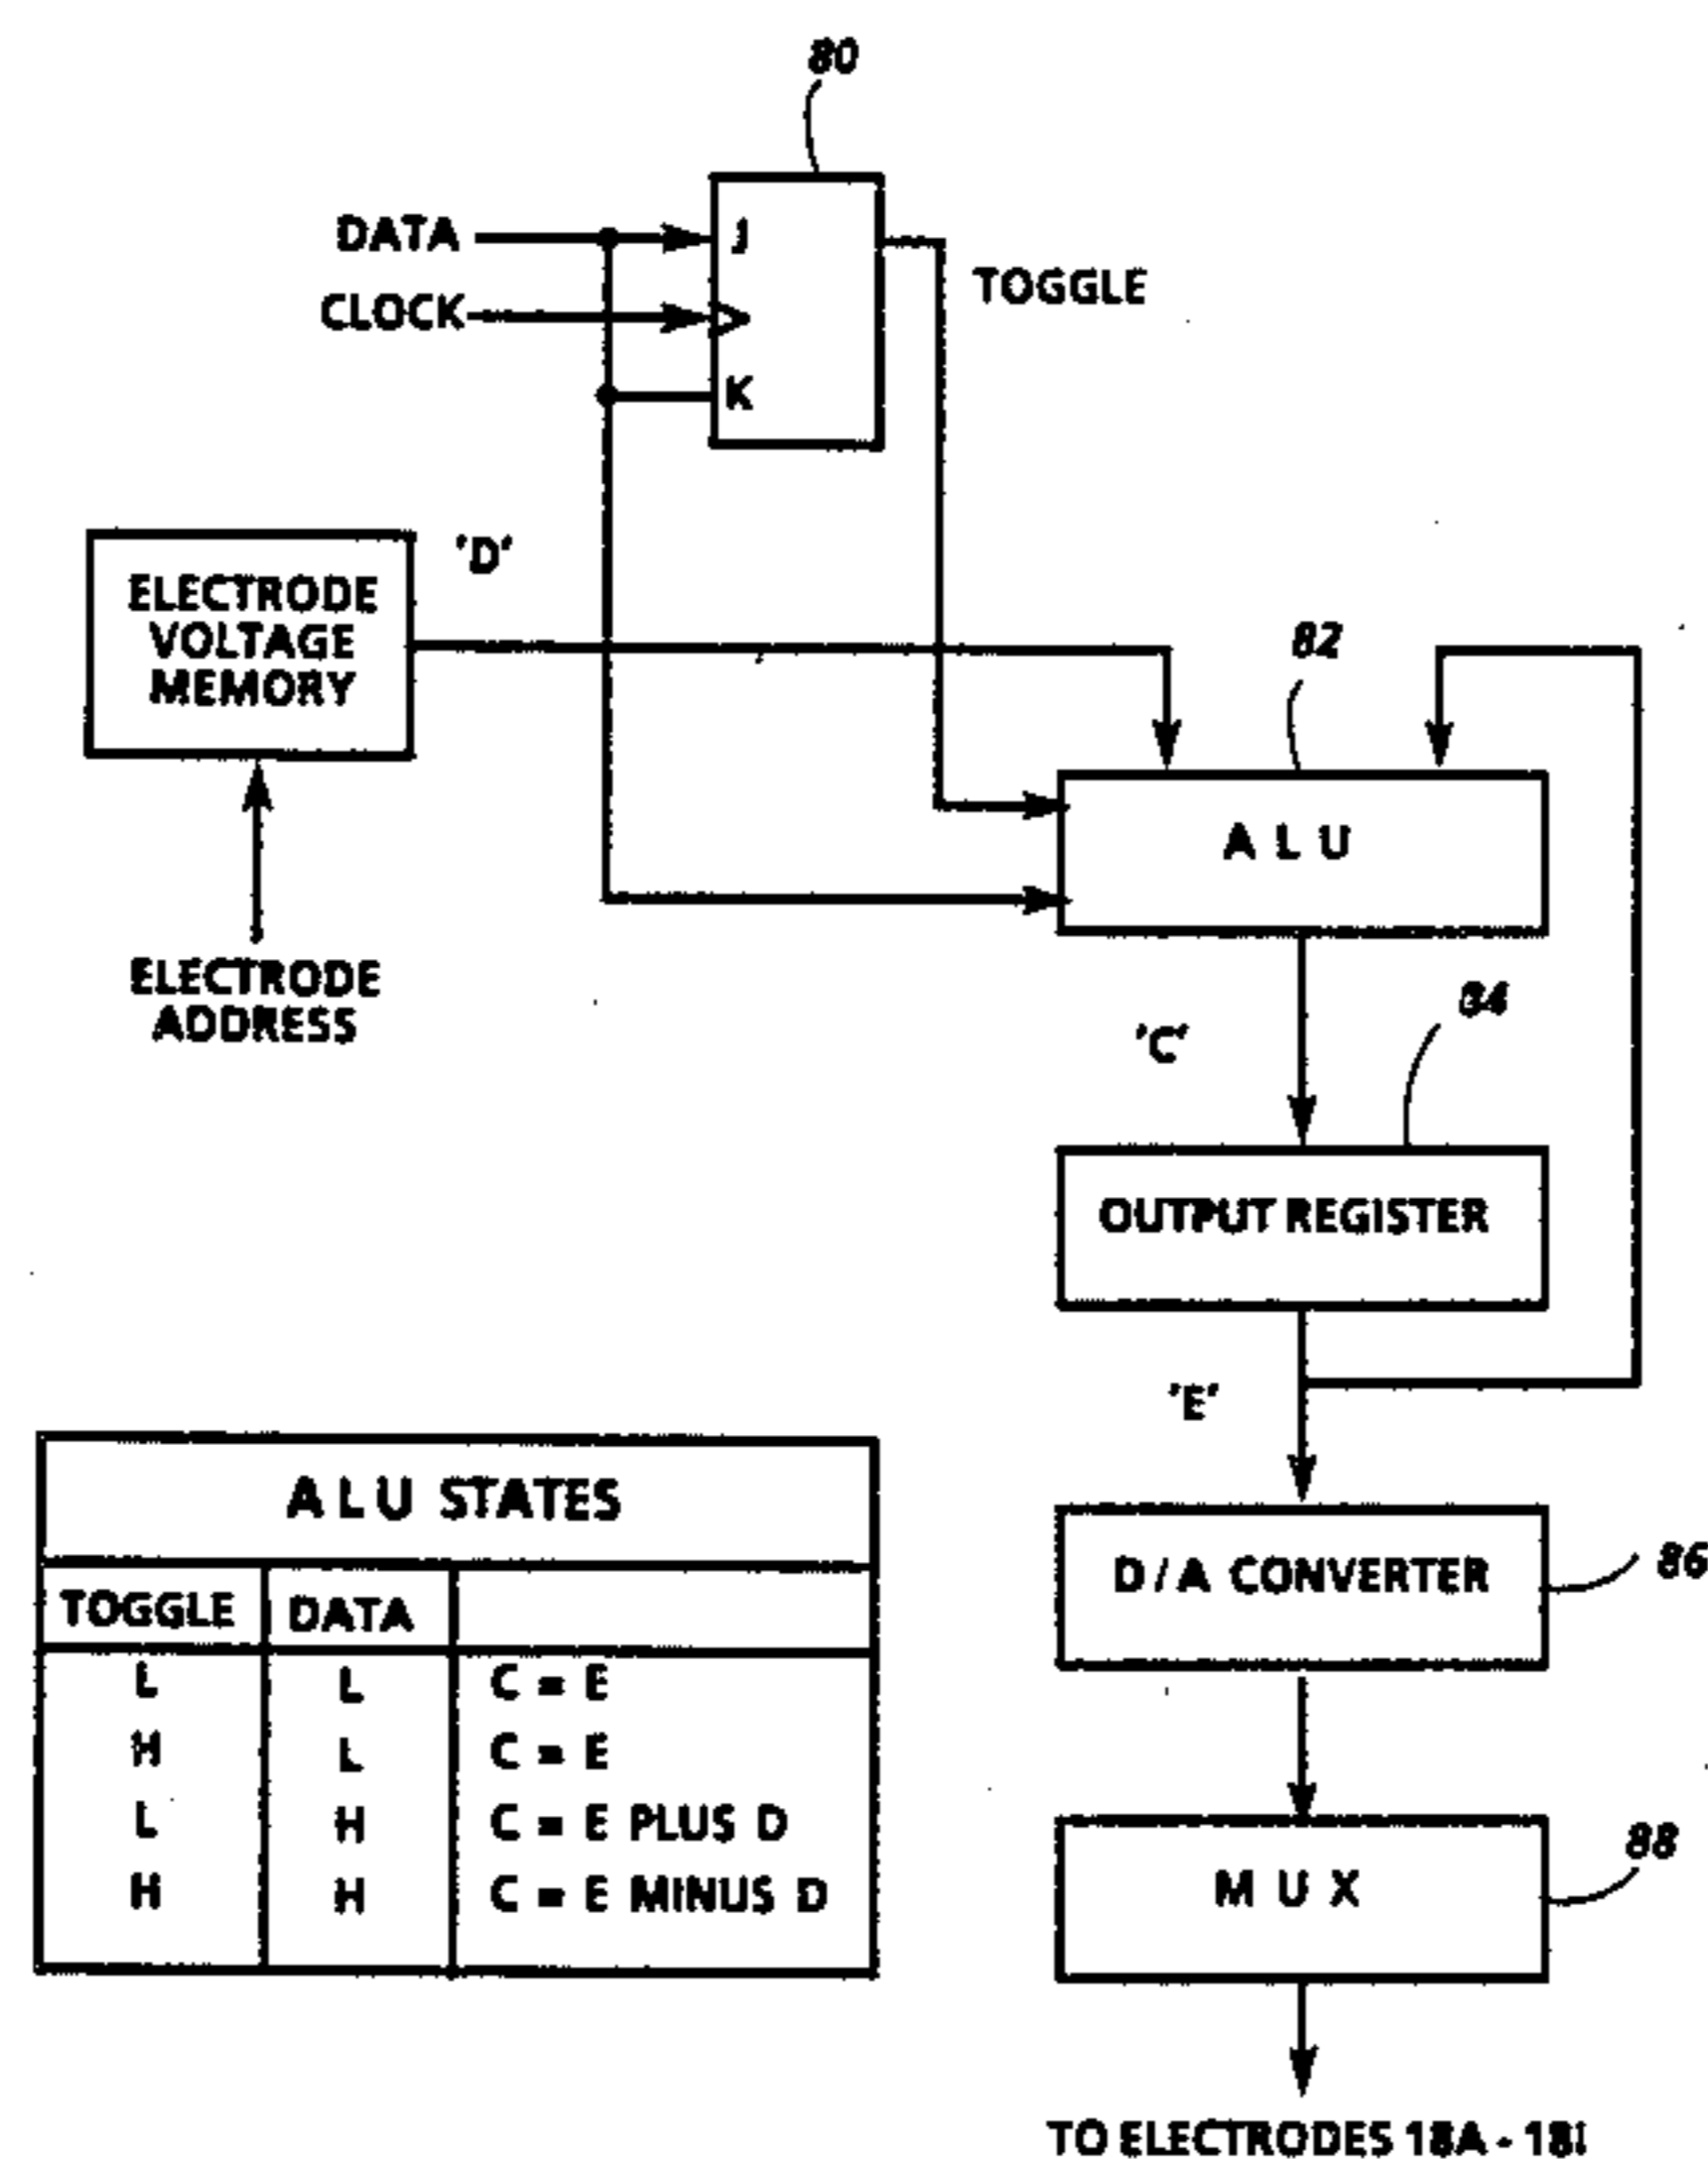 80
DATA
J
TOGGLE
CLOCK
K
'D'
ELECTRODE
VOLTAGE
MEMORY
82
A L U
ELECTRODE
ADDRESS
84
'C'
OUTPUT REGISTER
'E'
A L U STATES
D / A CONVERTER
86
TOGGLE DATA
L L C = E
H L C = E
L H C = E PLUS D
H H C = E MINUS D
88
M U X
TO ELECTRODES 18A - 18I